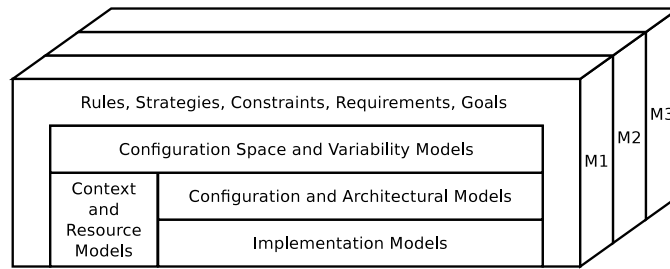 Rules, Strategies, Constraints, Requirements, Goals
Configuration Space and Variability Models
Context
and
Resource
Models
Configuration and Architectural Models
Implementation Models
M1
M2
M3